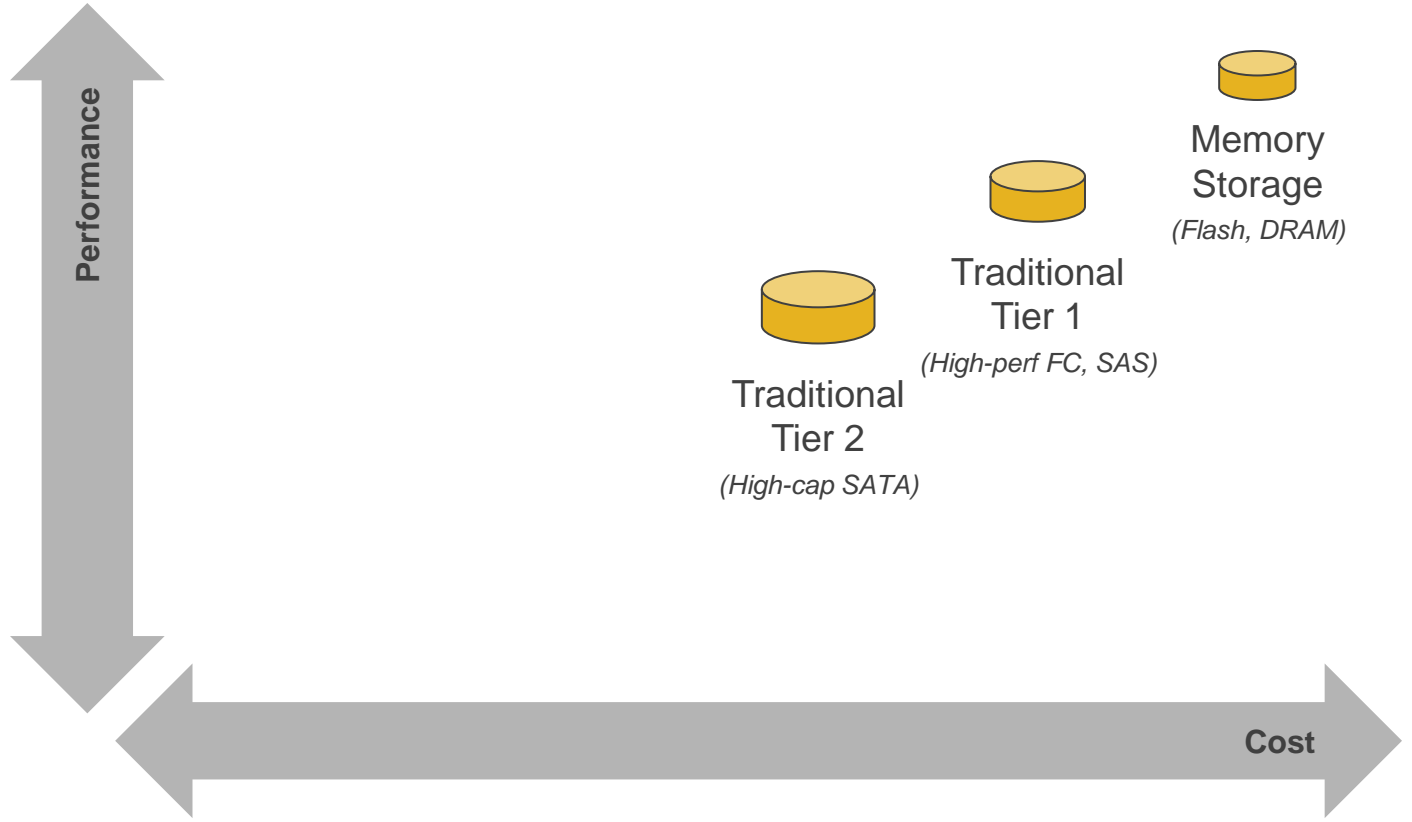 Performance
Memory
Storage
(Flash, DRAM)
Traditional
Tier 1
(High-perf FC, SAS)
Traditional
Tier 2
(High-cap SATA)
Cost